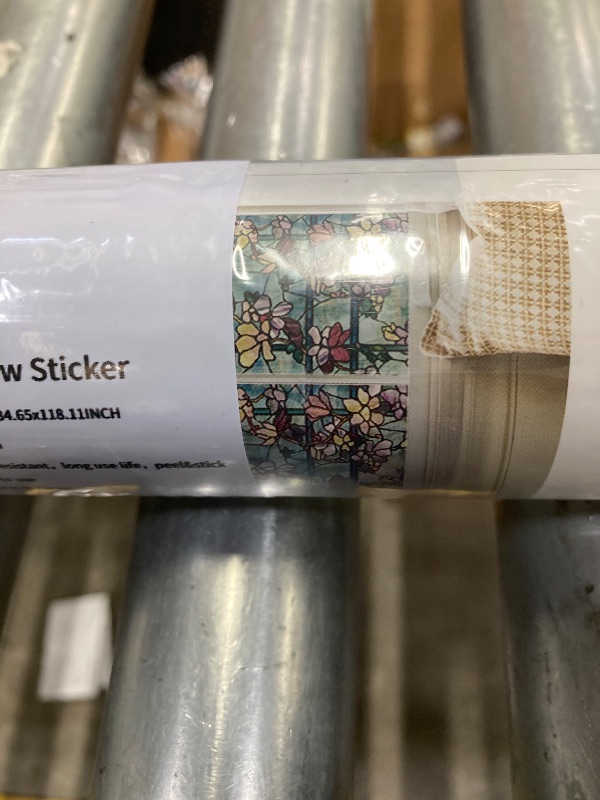 w Sticker
34.65x118.11INCH
esistant, long use life, peel&stick